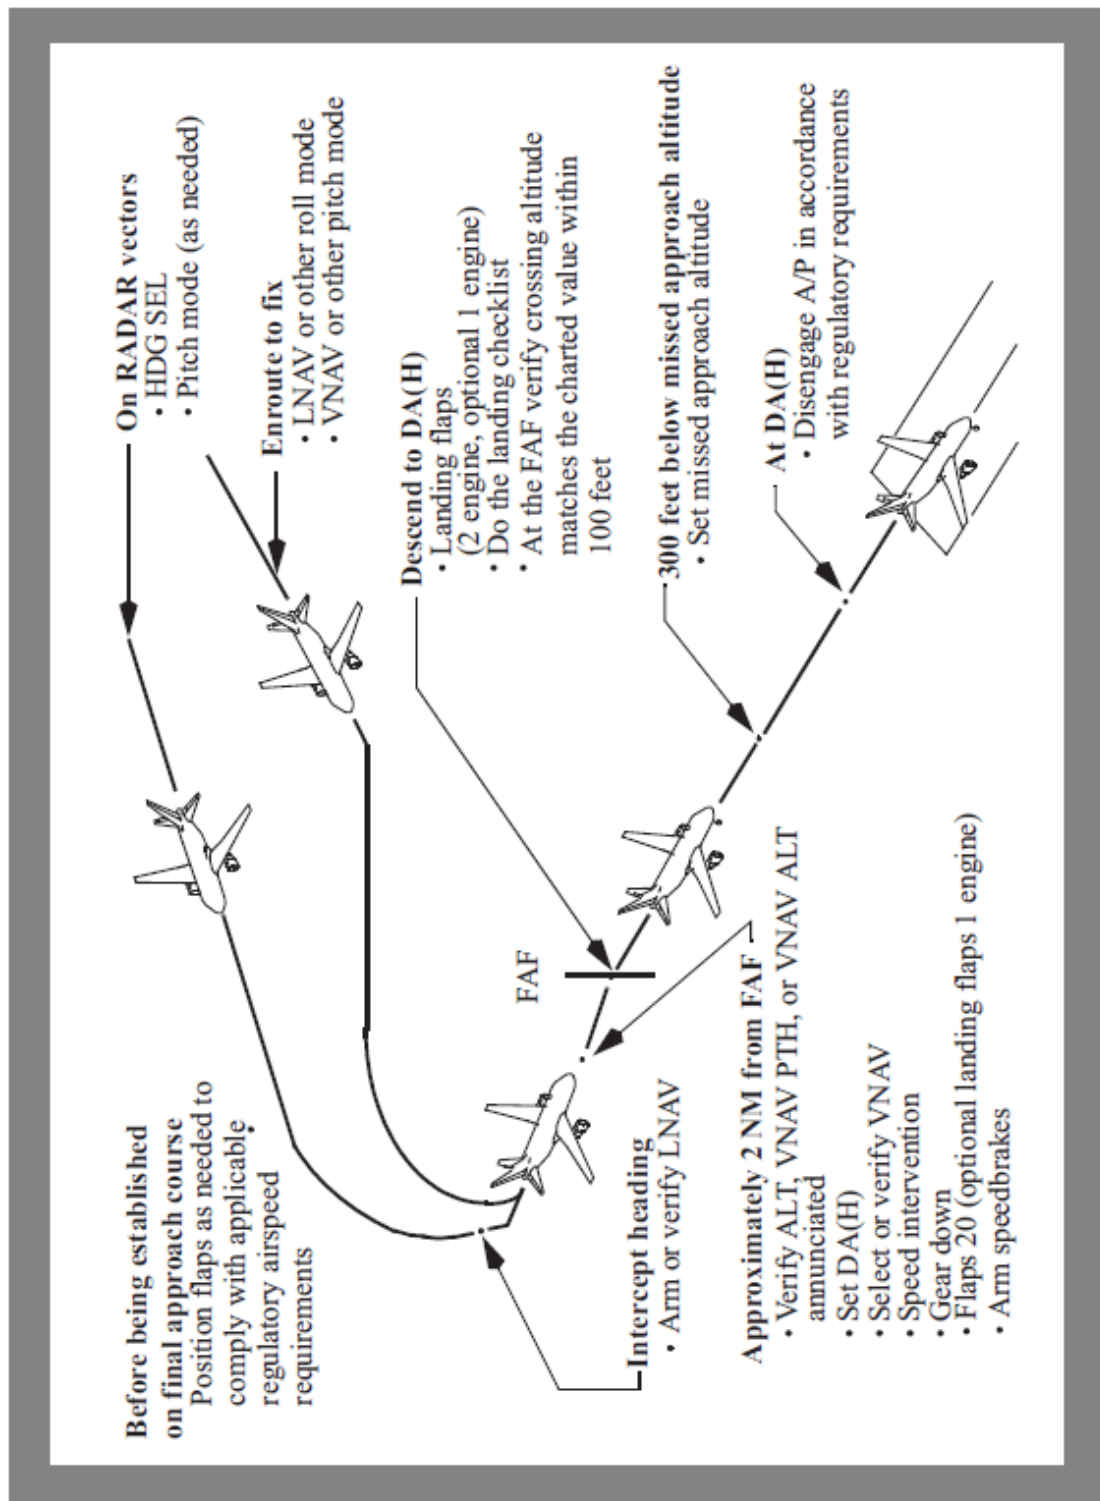 On RADAR vectors
• HDG SEL
• Pitch mode (as needed)
Enroute to fix
• LNAV or other roll mode
• VNAV or other pitch mode
Before being established
on final approach course
Position flaps as needed to
comply with applicable
regulatory airspeed
requirements
Descend to DA(H)
• Landing flaps
(2 engine, optional 1 engine)
• Do the landing checklist
• At the FAF verify crossing altitude
matches the charted value within
100 feet
FAF
Intercept heading
• Arm or verify LNAV
300 feet below missed approach altitude
• Set missed approach altitude
Approximately 2 NM from FAF
• Verify ALT, VNAV PTH, or VNAV ALT
annunciated
• Set DA(H)
• Select or verify VNAV
• Speed intervention
• Gear down
• Flaps 20 (optional landing flaps 1 engine)
• Arm speedbrakes
At DA(H)
• Disengage A/P in accordance
with regulatory requirements